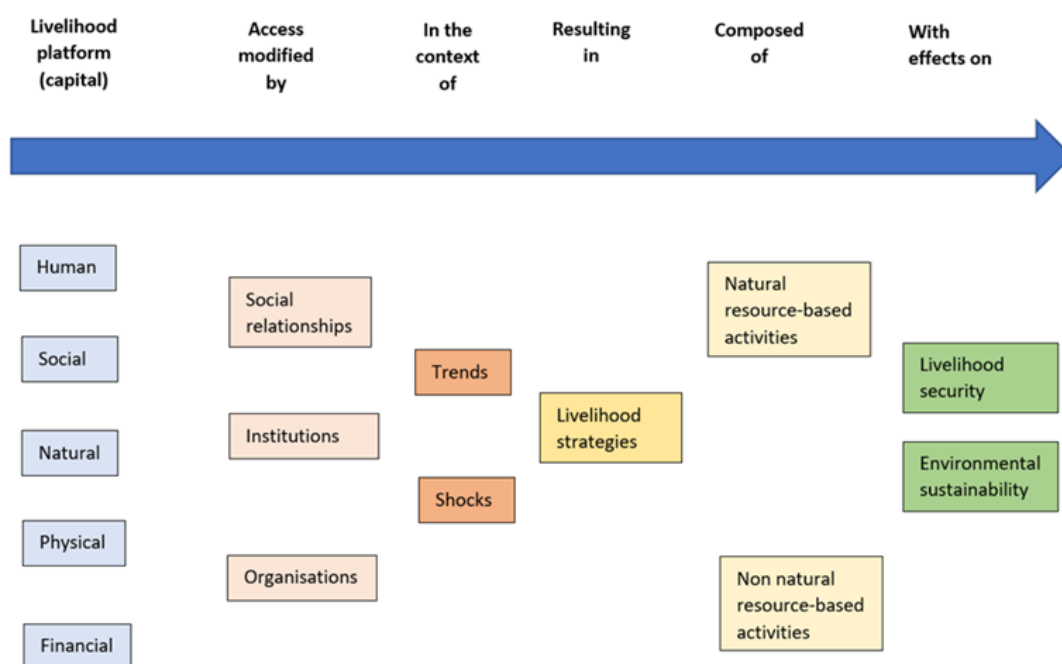 Livelihood
platform
(capital)
Access
modified
by
In the
context
of
Resulting
in
Composed
of
With
effects on
Human
Social
Natural
Physical
Financial
Social
relationships
Institutions
Organisations
Trends
Shocks
Livelihood
strategies
Natural
resource-based
activities
Non natural
resource-based
activities
Livelihood
security
Environmental
sustainability